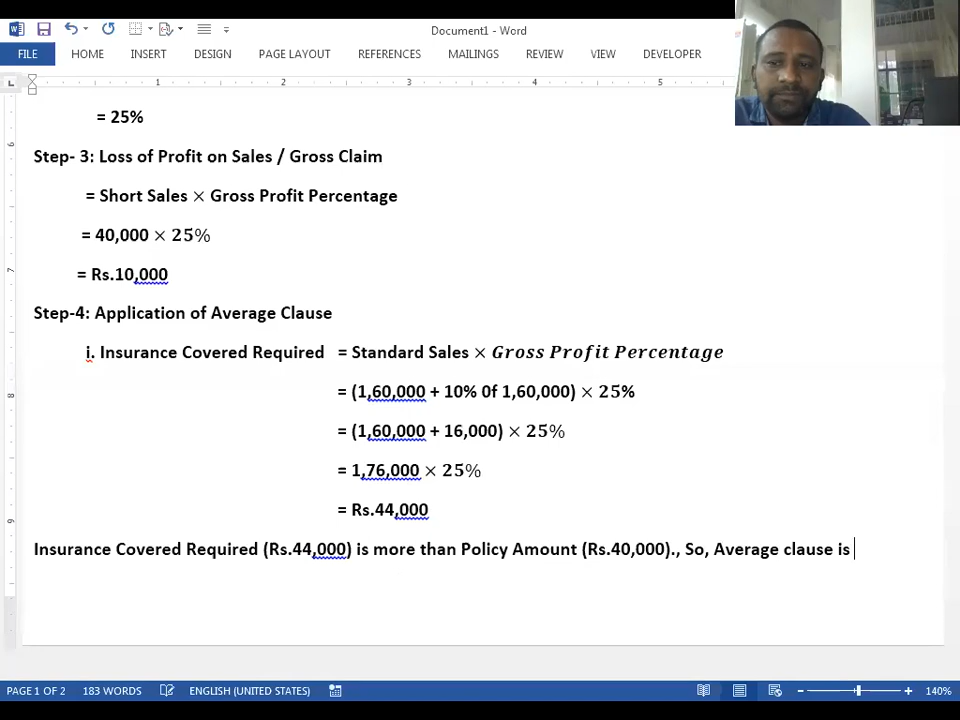 Document1 - Word
FILE HOME INSERT DESIGN PAGE LAYOUT REFERENCES MAILINGS REVIEW VIEW DEVELOPER
1 2 3 4 5
= 25%
Step- 3: Loss of Profit on Sales / Gross Claim
= Short Sales × Gross Profit Percentage
= 40,000 × 25%
= Rs.10,000
Step-4: Application of Average Clause
i. Insurance Covered Required = Standard Sales × Gross Profit Percentage
= (1,60,000 + 10% 0f 1,60,000) × 25%
= (1,60,000 + 16,000) × 25%
= 1,76,000 × 25%
= Rs.44,000
Insurance Covered Required (Rs.44,000) is more than Policy Amount (Rs.40,000)., So, Average clause is
PAGE 1 OF 2 183 WORDS ENGLISH (UNITED STATES) 140%